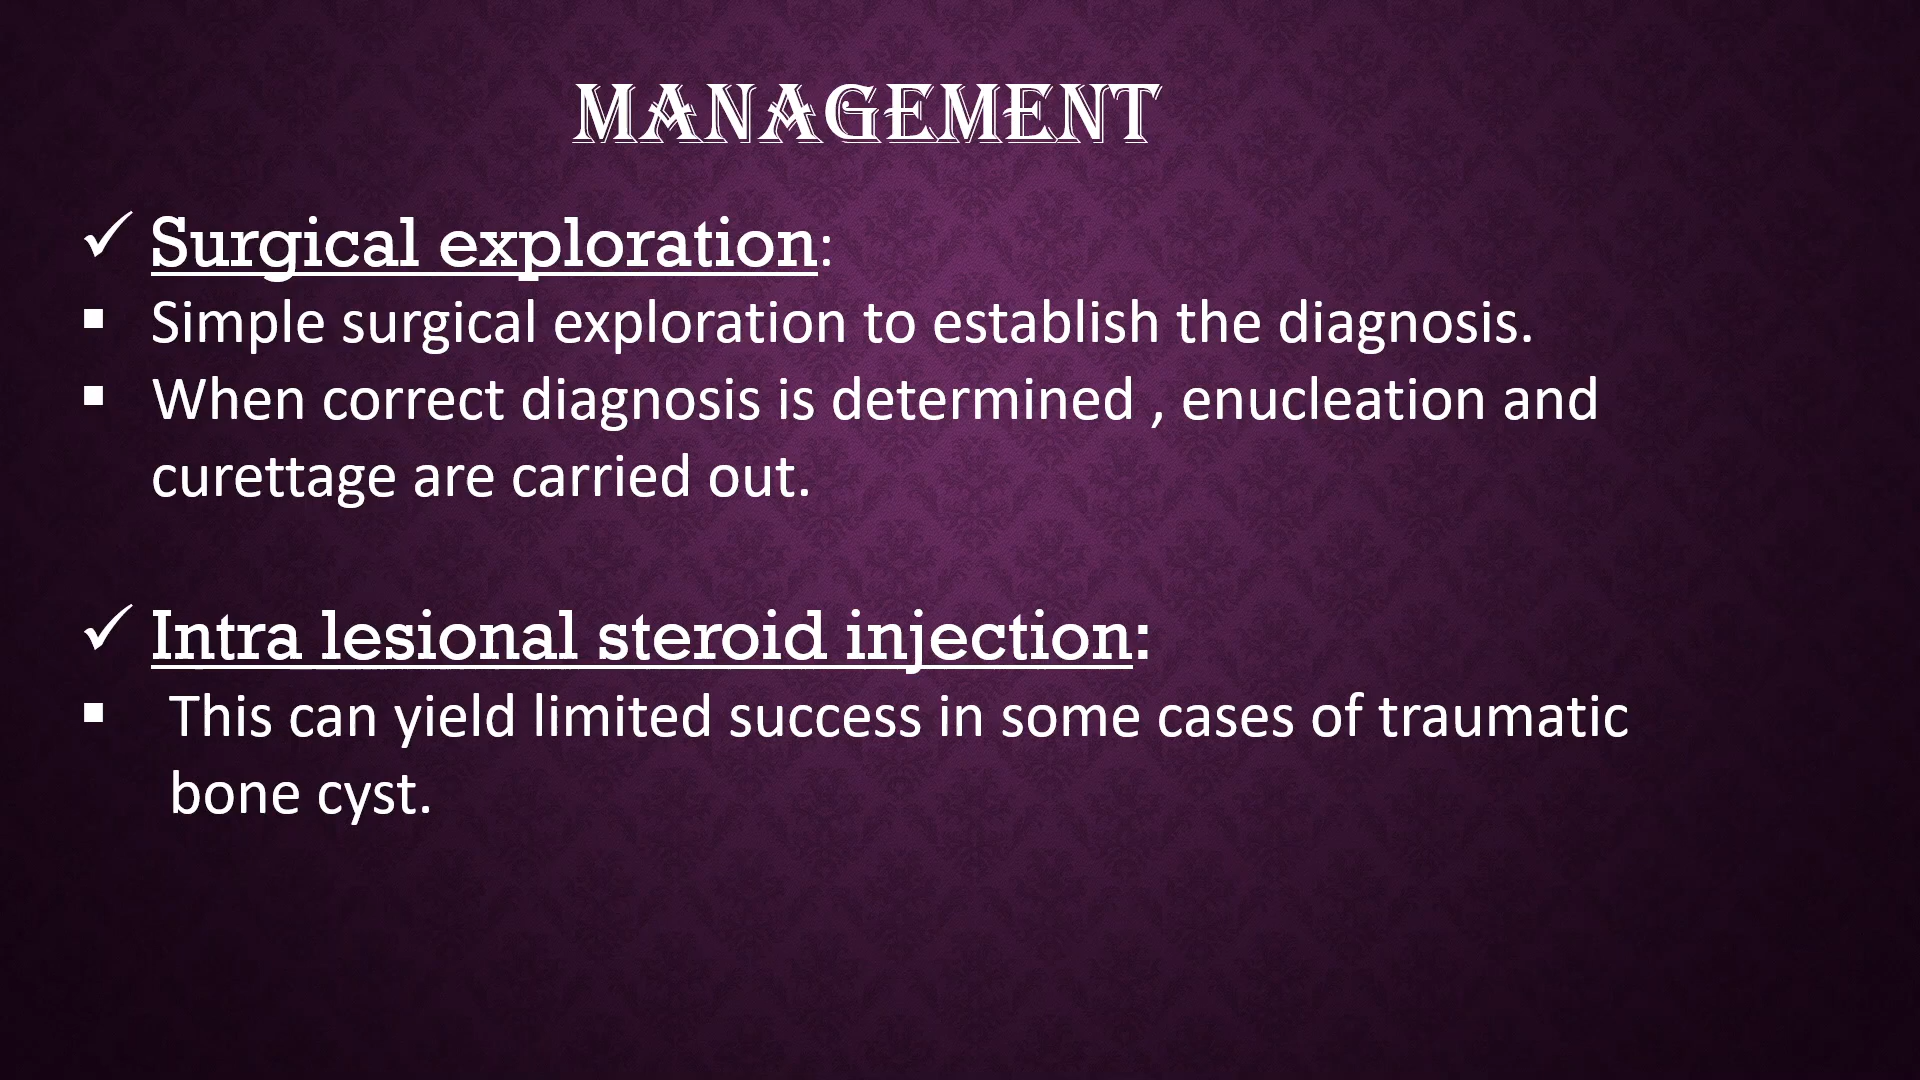 MANAGEMENT
✓ Surgical exploration:
▪ Simple surgical exploration to establish the diagnosis.
▪ When correct diagnosis is determined , enucleation and
curettage are carried out.
✓ Intra lesional steroid injection:
▪ This can yield limited success in some cases of traumatic
bone cyst.